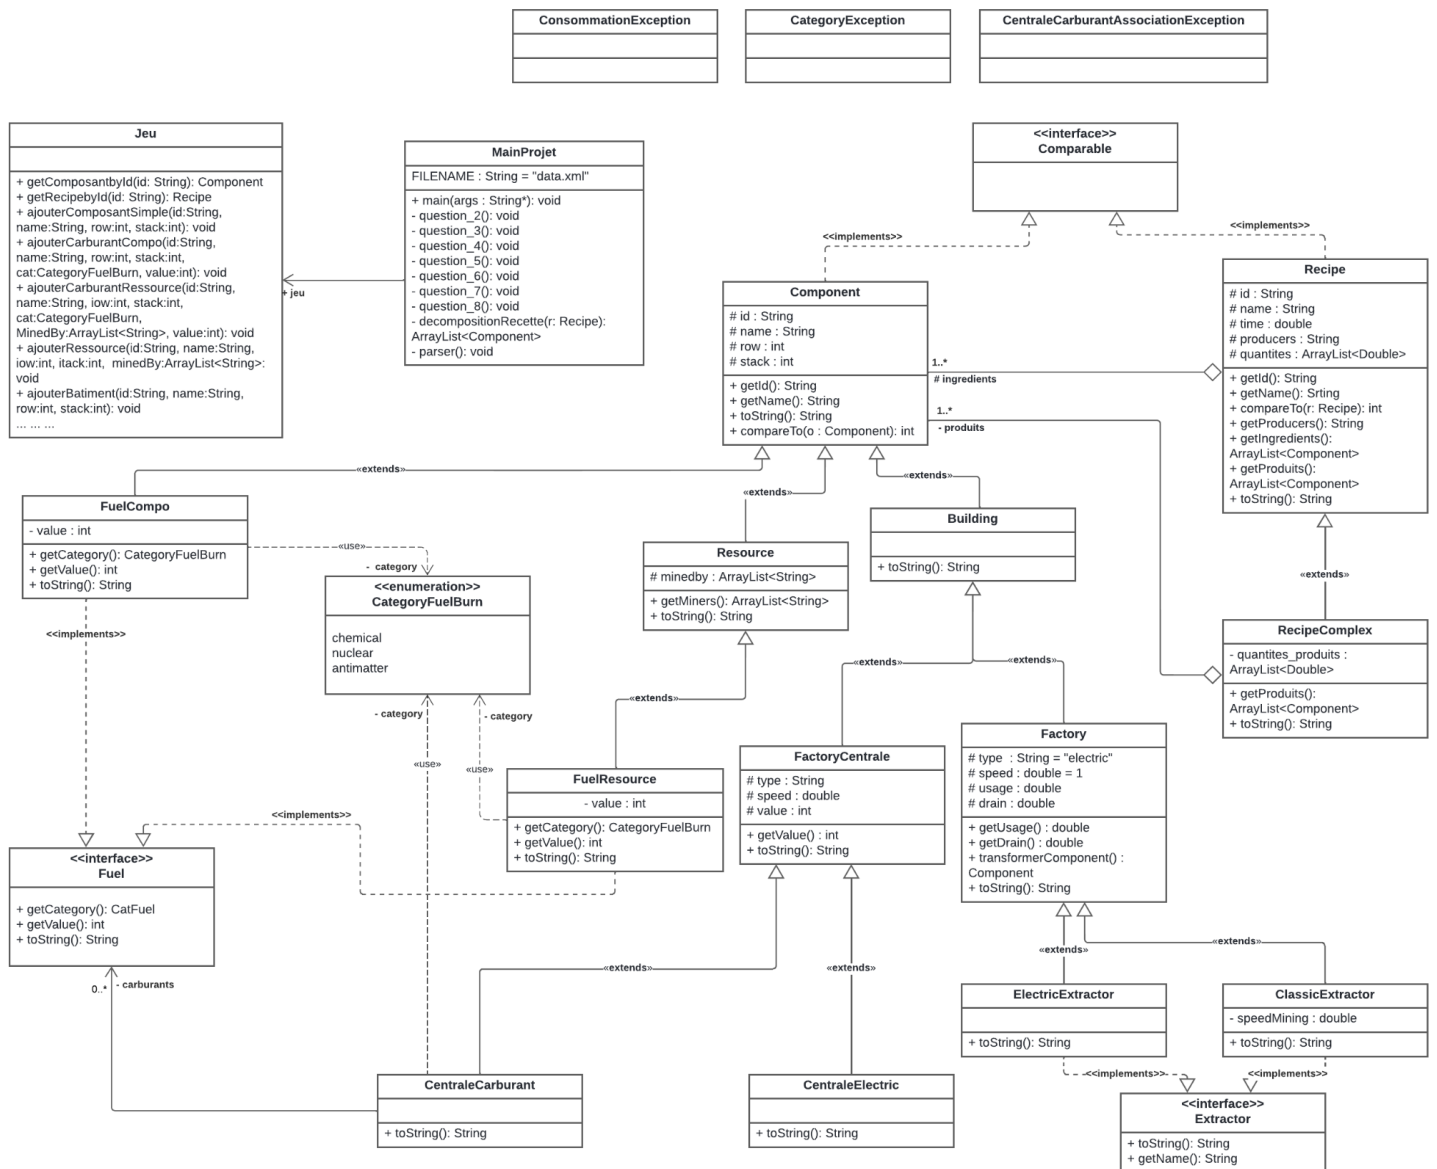 ConsommationException
CategoryException
CentraleCarburantAssociationException
Jeu
+ getComposantbyId(id: String): Component
+ getRecipebyId(id: String): Recipe
+ ajouterComposantSimple(id:String,
name:String, row:int, stack:int): void
+ ajouterCarburantCompo(id:String,
name:String, row:int, stack:int,
cat:CategoryFuelBurn, value:int): void
+ ajouterCarburantRessource(id:String,
name:String, iow:int, stack:int,
cat:CategoryFuelBurn,
MinedBy:ArrayList<String>, value:int): void
+ ajouterRessource(id:String, name:String,
iow:int, itack:int, minedBy:ArrayList<String>:
void
+ ajouterBatiment(id:String, name:String,
row:int, stack:int): void
... ... ...
MainProjet
FILENAME : String = "data.xml"
+ main(args : String*): void
- question_2(): void
- question_3(): void
- question_4(): void
- question_5(): void
- question_6(): void
- question_7(): void
- question_8(): void
- decompositionRecette(r: Recipe):
ArrayList<Component>
- parser(): void
+ jeu
<<interface>>
Comparable
<<implements>>
<<implements>>
Component
# id : String
# name : String
# row : int
# stack : int
+ getId(): String
+ getName(): String
+ toString(): String
+ compareTo(o : Component): int
1..*
# ingredients
1..*
- produits
Recipe
# id : String
# name : String
# time : double
# producers : String
# quantites : ArrayList<Double>
+ getId(): String
+ getName(): Srting
+ compareTo(r: Recipe): int
+ getProducers(): String
+ getIngredients():
ArrayList<Component>
+ getProduits():
ArrayList<Component>
+ toString(): String
«extends»
«extends»
«extends»
«extends»
FuelCompo
- value : int
+ getCategory(): CategoryFuelBurn
+ getValue(): int
+ toString(): String
«use»
- category
<<implements>>
<<enumeration>>
CategoryFuelBurn
chemical
nuclear
antimatter
- category
- category
«use»
«use»
Resource
# minedby : ArrayList<String>
+ getMiners(): ArrayList<String>
+ toString(): String
Building
+ toString(): String
«extends»
«extends»
«extends»
RecipeComplex
- quantites_produits :
ArrayList<Double>
+ getProduits():
ArrayList<Component>
+ toString(): String
FuelResource
- value : int
+ getCategory(): CategoryFuelBurn
+ getValue(): int
+ toString(): String
<<implements>>
FactoryCentrale
# type : String
# speed : double
# value : int
+ getValue() : int
+ toString(): String
Factory
# type : String = "electric"
# speed : double = 1
# usage : double
# drain : double
+ getUsage() : double
+ getDrain() : double
+ transformerComponent() :
Component
+ toString(): String
<<interface>>
Fuel
+ getCategory(): CatFuel
+ getValue(): int
+ toString(): String
0..*
- carburants
«extends»
«extends»
«extends»
«extends»
ElectricExtractor
+ toString(): String
ClassicExtractor
- speedMining : double
+ toString(): String
<<implements>>
<<implements>>
CentraleCarburant
+ toString(): String
CentraleElectric
+ toString(): String
<<interface>>
Extractor
+ toString(): String
+ getName(): String